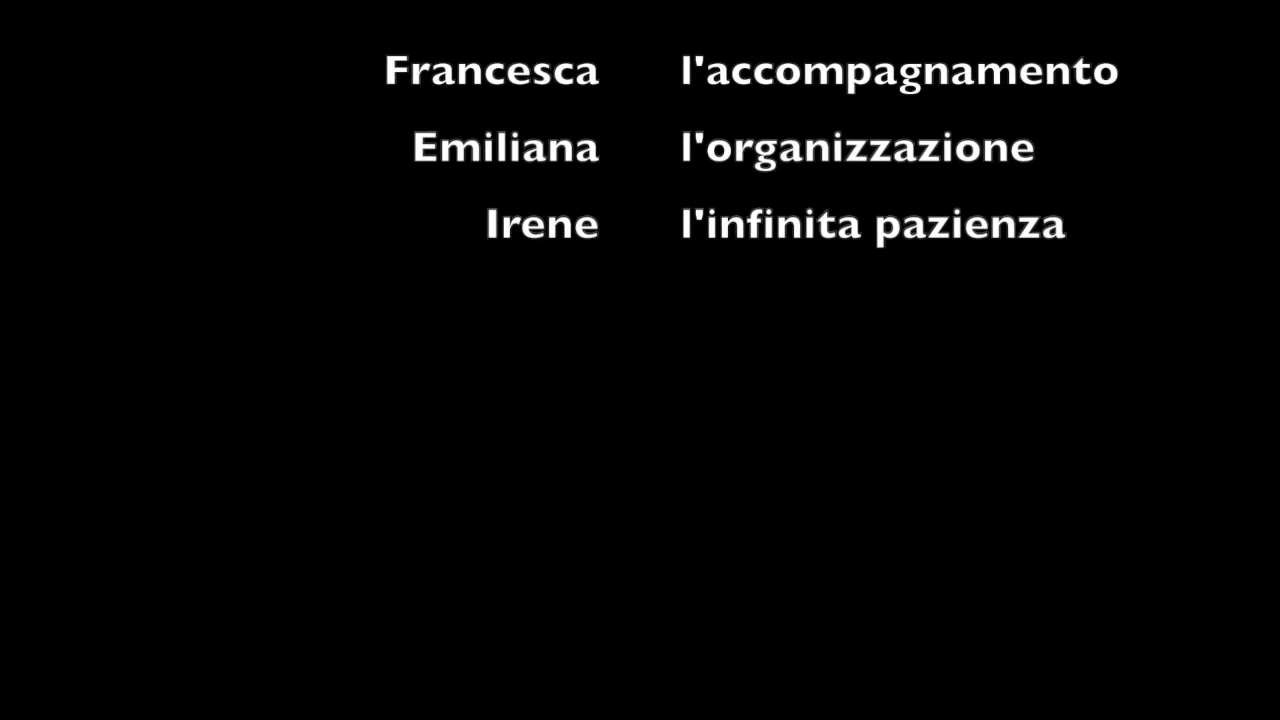 Francesca l'accompagnamento
Emiliana l'organizzazione
Irene l'infinita pazienza